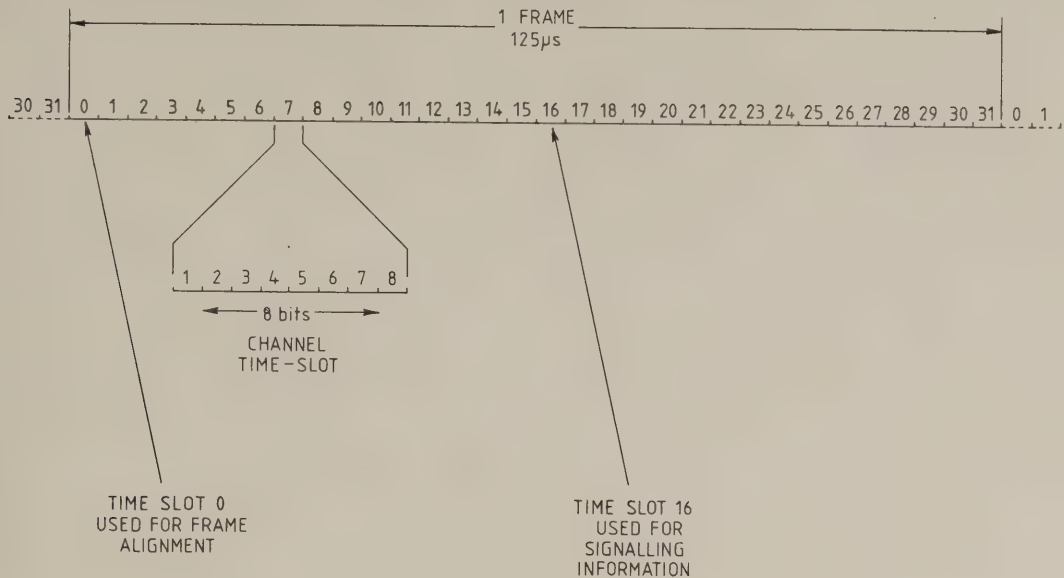 1 FRAME
125µs
30 31 0 1 2 3 4 5 6 7 8 9 10 11 12 13 14 15 16 17 18 19 20 21 22 23 24 25 26 27 28 29 30 31 0 1
1 2 3 4 5 6 7 8
8 bits
CHANNEL
TIME-SLOT
TIME SLOT 0
USED FOR FRAME
ALIGNMENT
TIME SLOT 16
USED FOR
SIGNALLING
INFORMATION